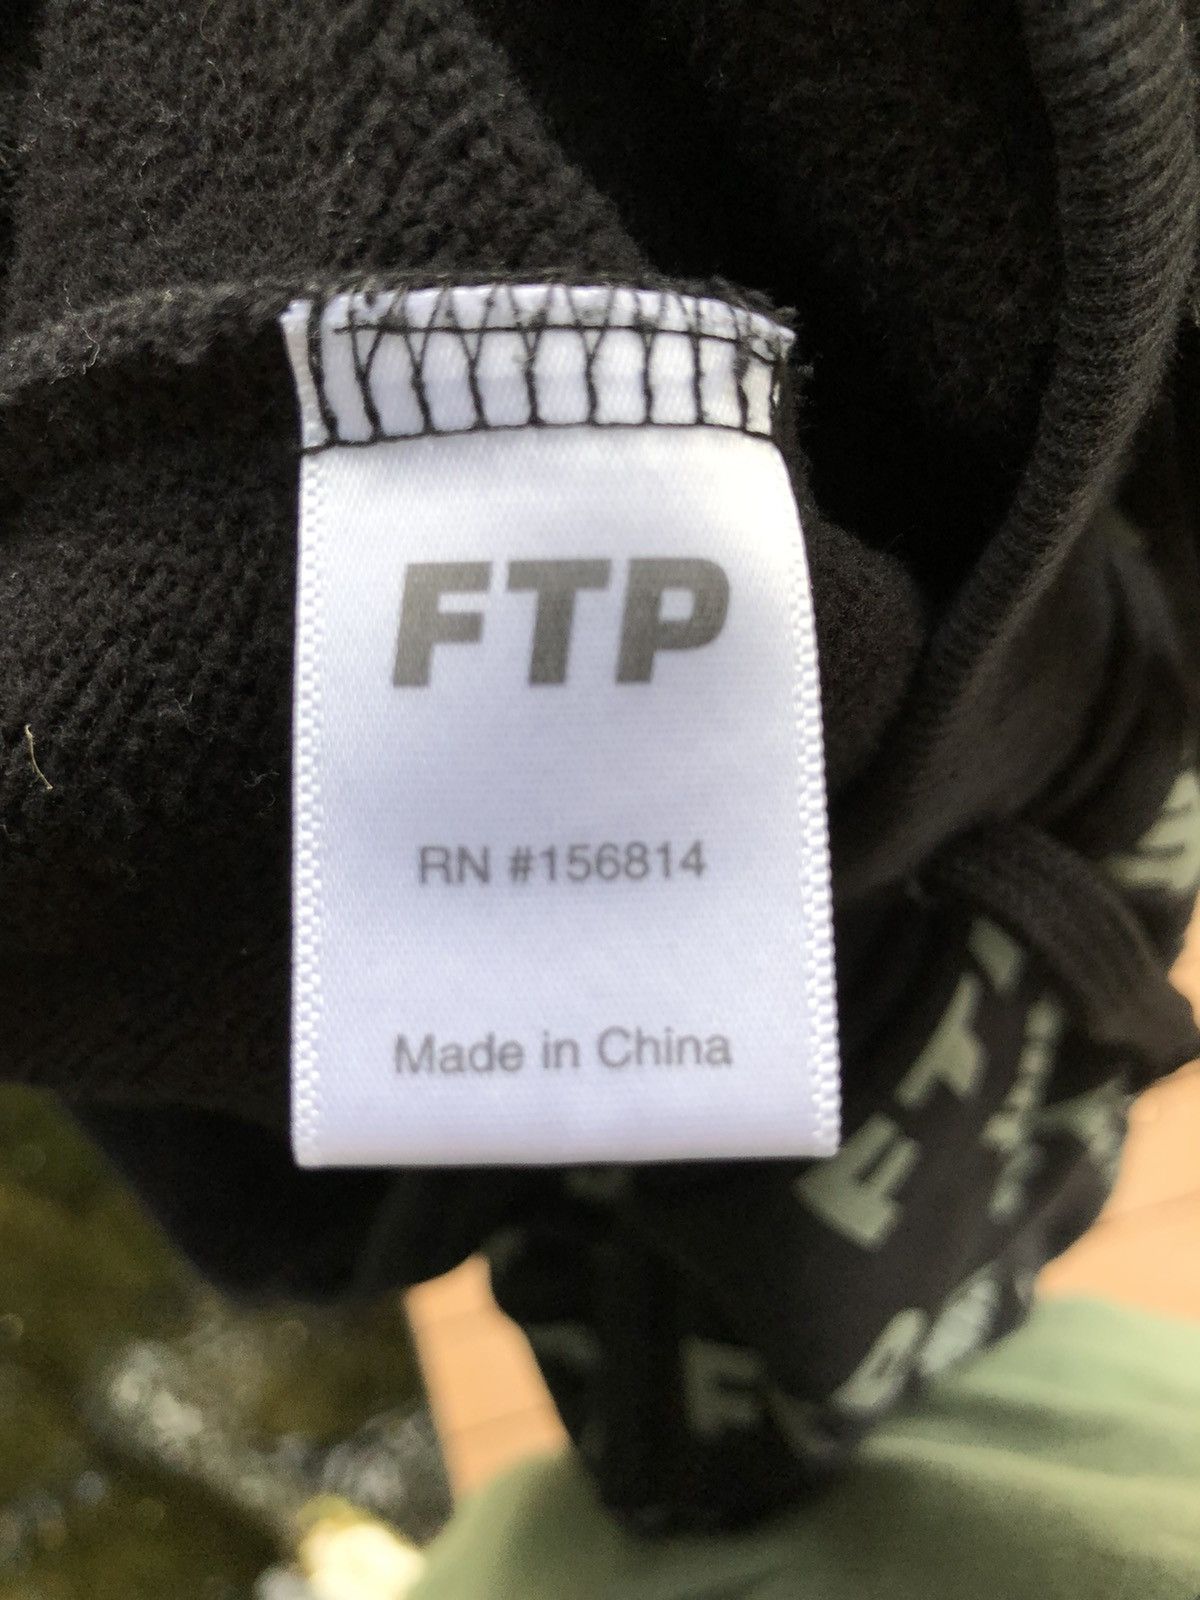 FTP
RN #156814
Made in China